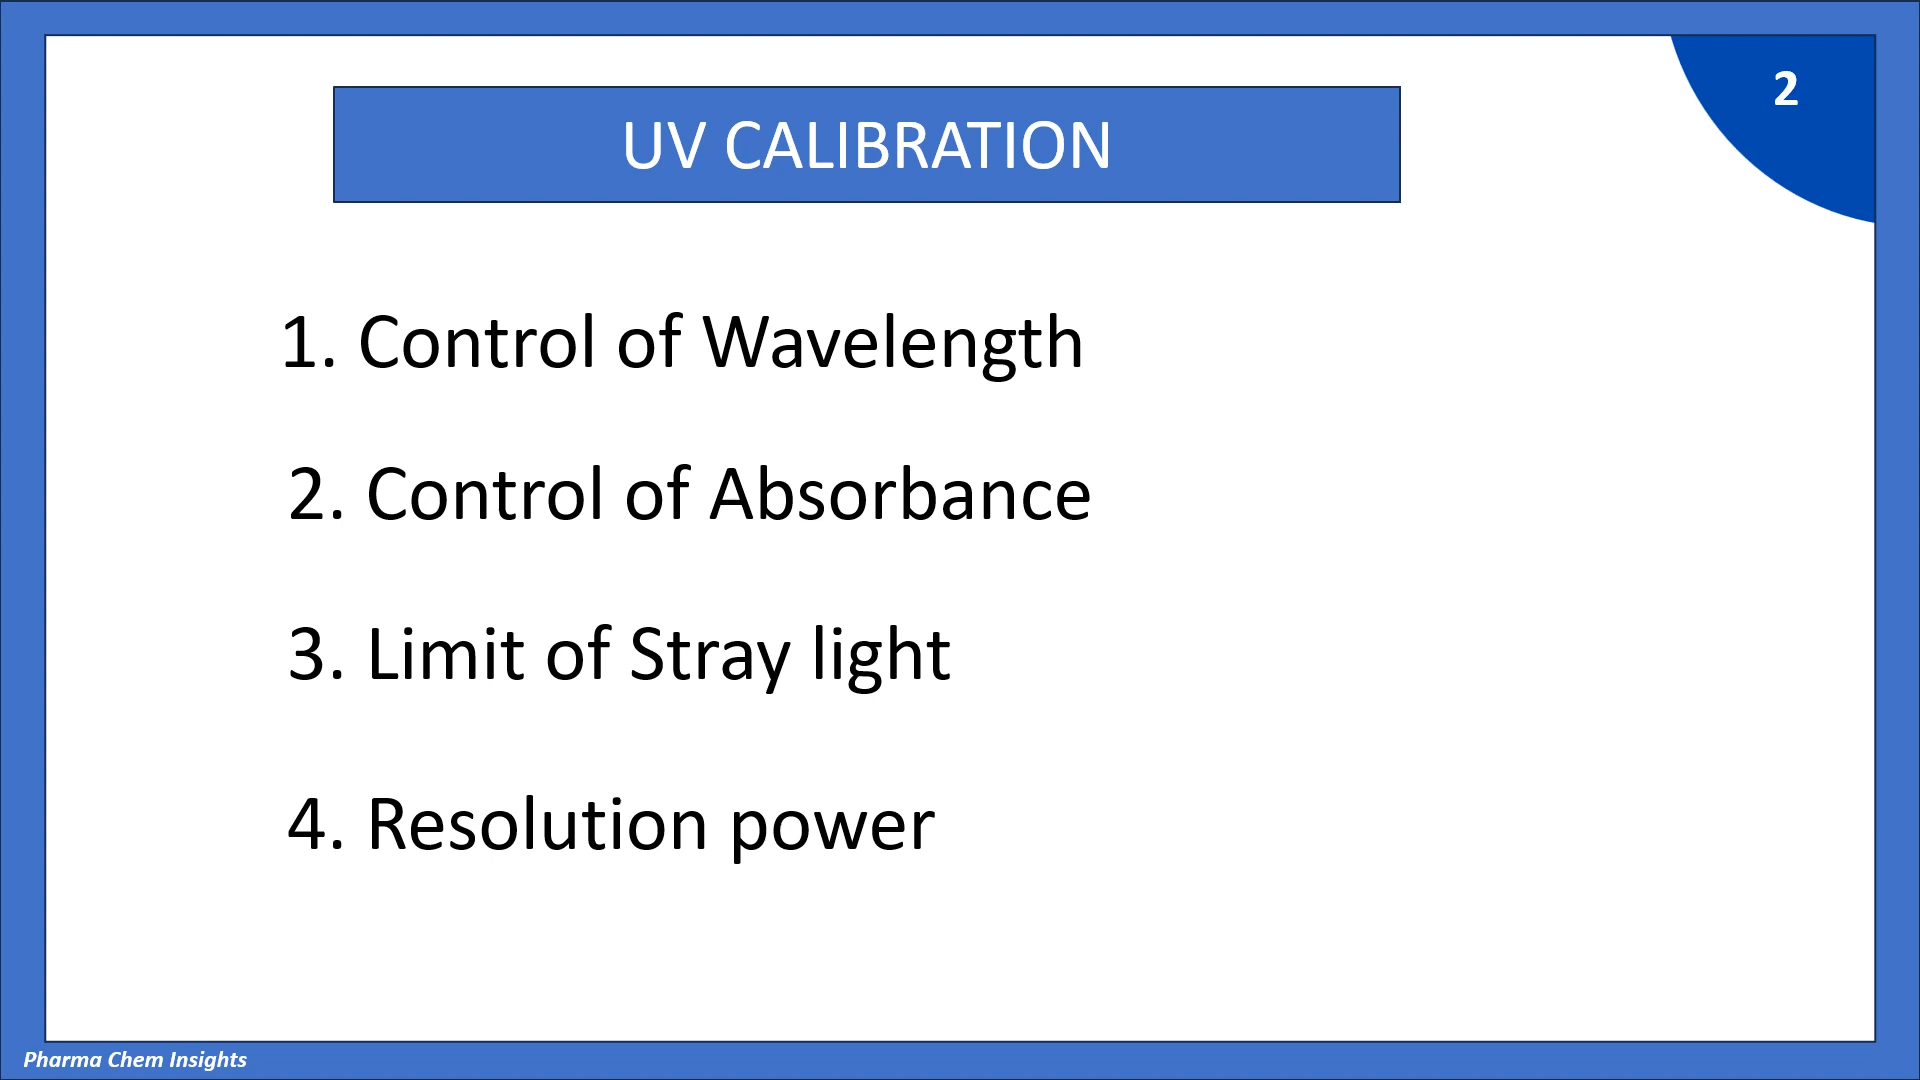 2
UV CALIBRATION
1. Control of Wavelength
2. Control of Absorbance
3. Limit of Stray light
4. Resolution power
Pharma Chem Insights